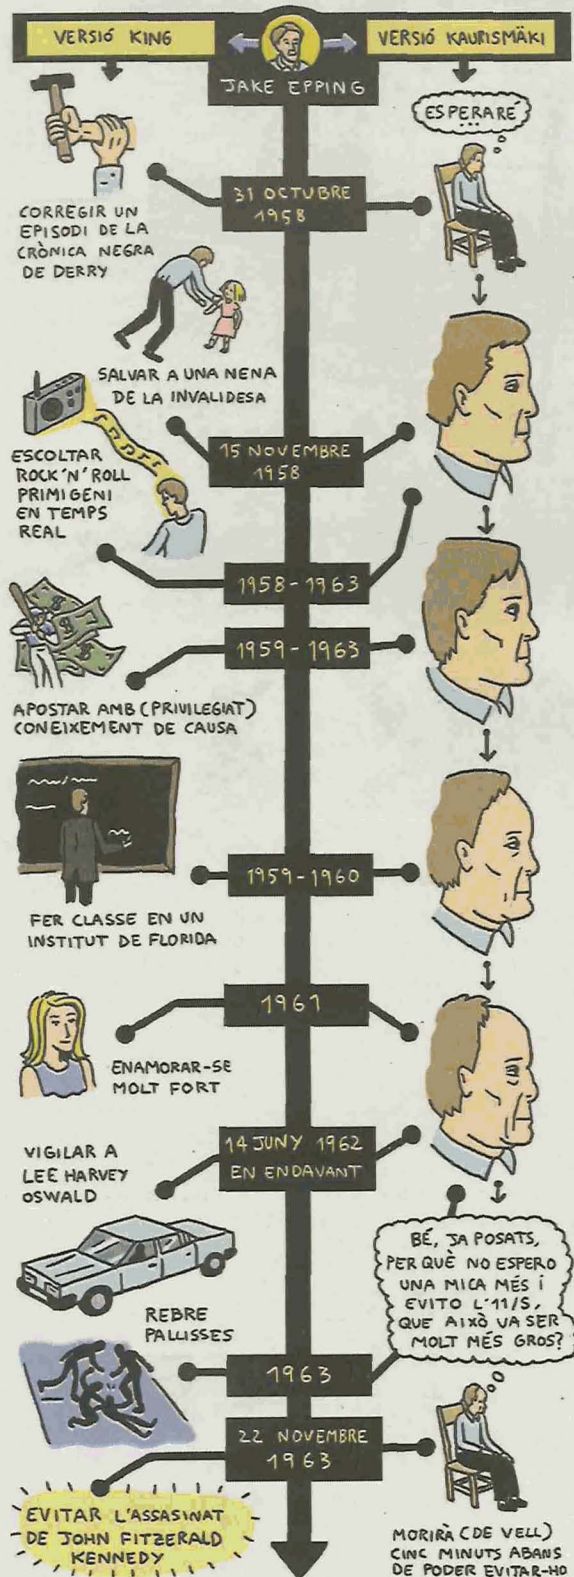 VERSIÓ KING
VERSIÓ KAURISMÄKI
JAKE EPPING
ESPERARÉ
...
31 OCTUBRE
1958
CORREGIR UN
EPISODI DE LA
CRÒNICA NEGRA
DE DERRY
SALVAR A UNA NENA
DE LA INVALIDESA
15 NOVEMBRE
1958
ESCOLTAR
ROCK'N'ROLL
PRIMIGENI
EN TEMPS
REAL
1958-1963
1959-1963
APOSTAR AMB (PRIVILEGIAT)
CONEIXEMENT DE CAUSA
1959-1960
FER CLASSE EN UN
INSTITUT DE FLORIDA
1961
ENAMORAR-SE
MOLT FORT
14 JUNY 1962
EN ENDAVANT
VIGILAR A
LEE HARVEY
OSWALD
BÉ, JA POSATS,
PER QUÈ NO ESPERO
UNA MICA MÉS I
EVITO L'11/S,
QUE AIXÒ VA SER
MOLT MÉS GROS?
REBRE
PALLISSES
1963
22 NOVEMBRE
1963
EVITAR L'ASSASINAT
DE JOHN FITZERALD
KENNEDY
MORIRÀ (DE VELL)
CINC MINUTS ABANS
DE PODER EVITAR-HO